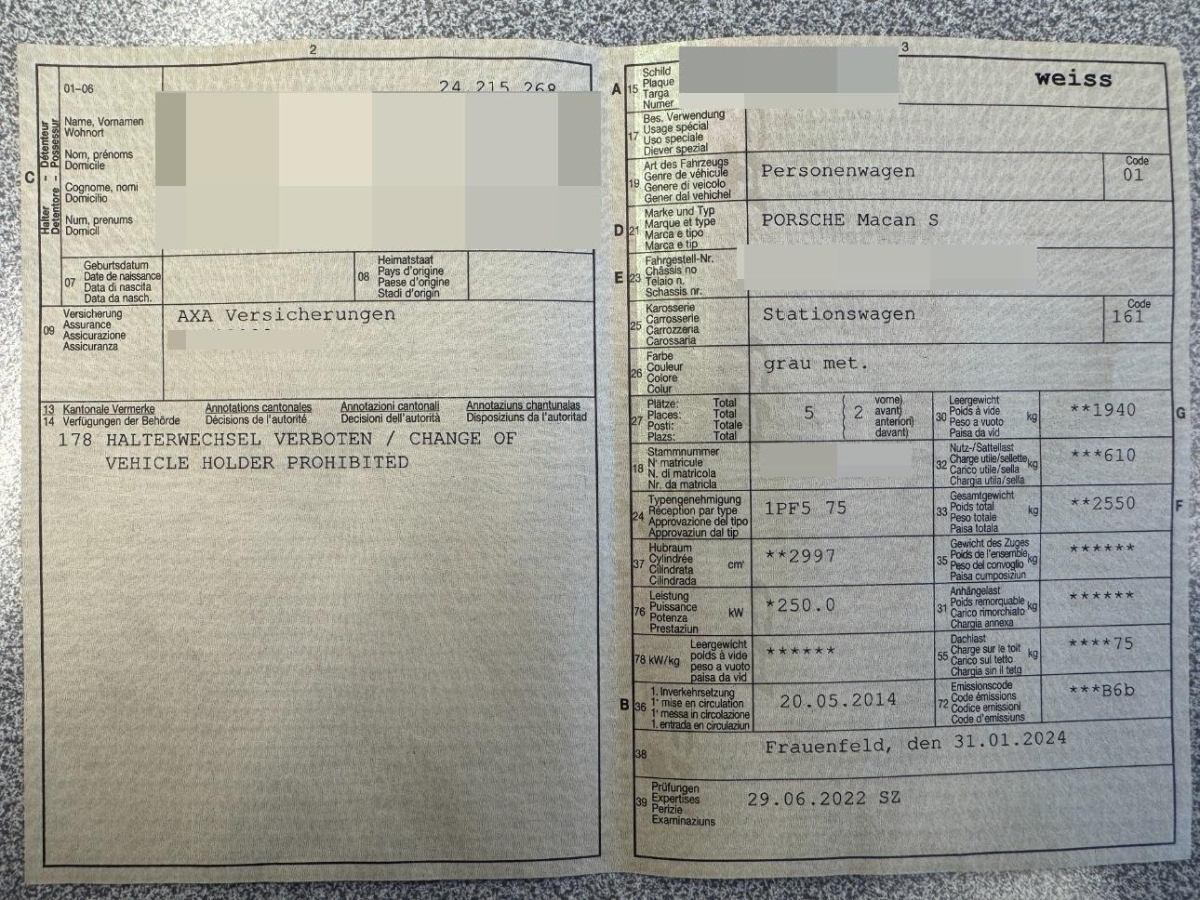 2
01-06
24 215 268
C
Halter - Détenteur
Detentore - Possessur
Name, Vornamen
Wohnort
Nom, prénoms
Domicile
Cognome, nomi
Domicilio
Num, prenums
Domicil
07
Geburtsdatum
Date de naissance
Data di nascita
Data da nasch.
08
Heimatstaat
Pays d'origine
Paese d'origine
Stadi d'origin
09
Versicherung
Assurance
Assicurazione
Assicuranza
AXA Versicherungen
13 Kantonale Vermerke Annotations cantonales Annotazioni cantonali Annotaziuns chantunalas
14 Verfügungen der Behörde Décisions de l'autorité Decisioni dell'autorità Disposiziuns da l'autoritad
178 HALTERWECHSEL VERBOTEN / CHANGE OF
VEHICLE HOLDER PROHIBITED
3
A
15
Schild
Plaque
Targa
Numer
weiss
17
Bes. Verwendung
Usage spécial
Uso speciale
Diever spezial
19
Art des Fahrzeugs
Genre de véhicule
Genere di veicolo
Gener dal vehichel
Personenwagen
Code
01
D
21
Marke und Typ
Marque et type
Marca e tipo
Marca e tip
PORSCHE Macan S
E
23
Fahrgestell-Nr.
Châssis no
Telaio n.
Schassis nr.
25
Karosserie
Carrosserie
Carrozzeria
Carossaria
Stationswagen
Code
161
26
Farbe
Couleur
Colore
Colur
grau met.
27
Plätze: Total
Places: Total
Posti: Totale
Plazs: Total
5
2
vorne)
avant)
anteriori)
davant)
30
Leergewicht
Poids à vide
Peso a vuoto
Paisa da vid
kg
**1940
G
18
Stammnummer
N° matricule
N. di matricola
Nr. da matricla
32
Nutz-/Sattellast
Charge utile/sellette
Carico utile/sella
Chargia utila/sella
kg
***610
24
Typengenehmigung
Réception par type
Approvazione del tipo
Approvaziun dal tip
1PF5 75
33
Gesamtgewicht
Poids total
Peso totale
Paisa totala
kg
**2550
F
37
Hubraum
Cylindrée
Cilindrata
Cilindrada
cm³
**2997
35
Gewicht des Zuges
Poids de l'ensemble
Peso del convoglio
Paisa cumposiziun
kg
******
76
Leistung
Puissance
Potenza
Prestaziun
kW
*250.0
31
Anhängelast
Poids remorquable
Carico rimorchiato
Chargia annexa
kg
******
78 kW/kg
Leergewicht
poids à vide
peso a vuoto
paisa da vid
******
55
Dachlast
Charge sur le toit
Carico sul tetto
Chargia sin il tetg
kg
****75
B
36
1. Inverkehrsetzung
1re mise en circulation
1a messa in circolazione
1. entrada en circulaziun
20.05.2014
72
Emissionscode
Code émissions
Codice emissioni
Code d'emissiuns
***B6b
38
Frauenfeld, den 31.01.2024
39
Prüfungen
Expertises
Perizie
Examinaziuns
29.06.2022 SZ